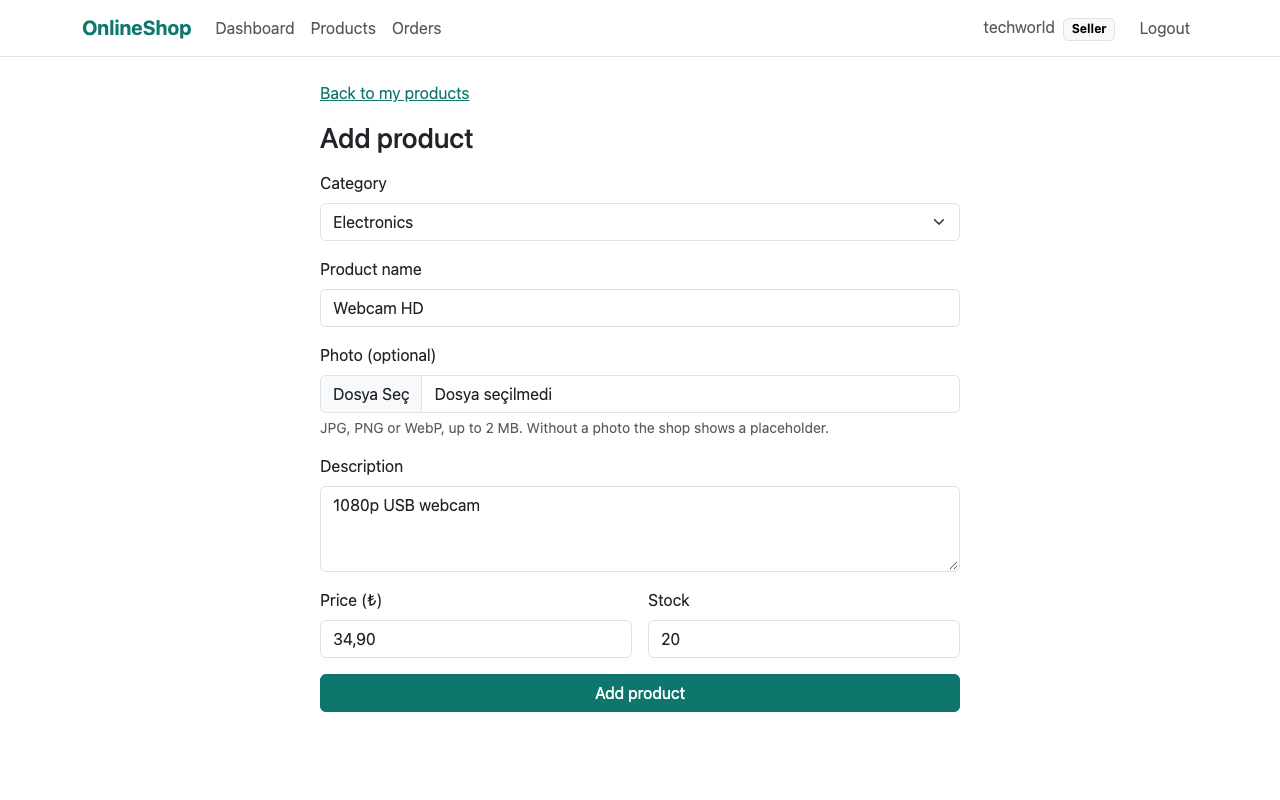 OnlineShop Dashboard Products Orders techworld Seller Logout
Back to my products
Add product
Category
Electronics
Product name
Webcam HD
Photo (optional)
Dosya Seç Dosya seçilmedi
JPG, PNG or WebP, up to 2 MB. Without a photo the shop shows a placeholder.
Description
1080p USB webcam
Price (₺) Stock
34,90 20
Add product